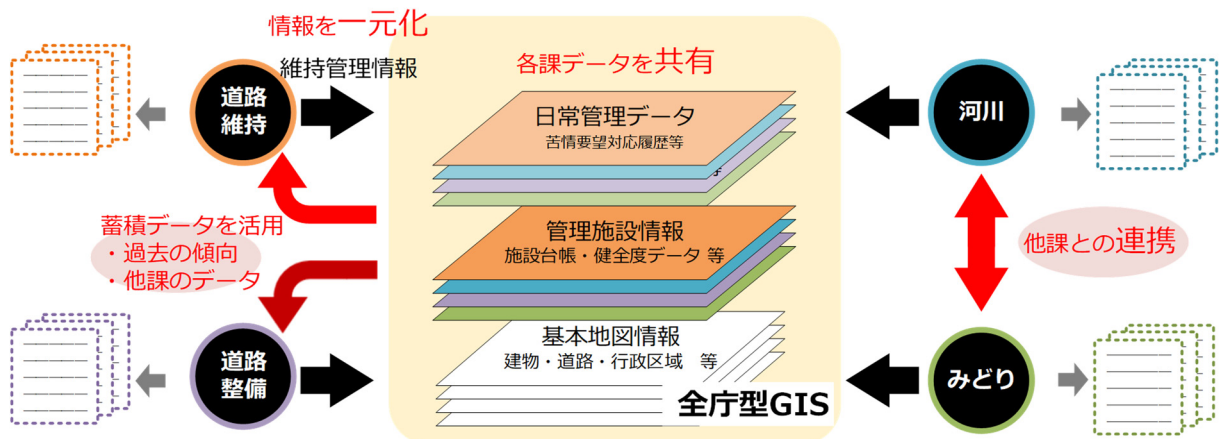 情報を一元化
維持管理情報
各課データを共有
道路
維持
日常管理データ
苦情要望対応履歴等
河川
蓄積データを活用
・過去の傾向
・他課のデータ
管理施設情報
施設台帳・健全度データ 等
他課との連携
道路
整備
基本地図情報
建物・道路・行政区域 等
みどり
全庁型GIS